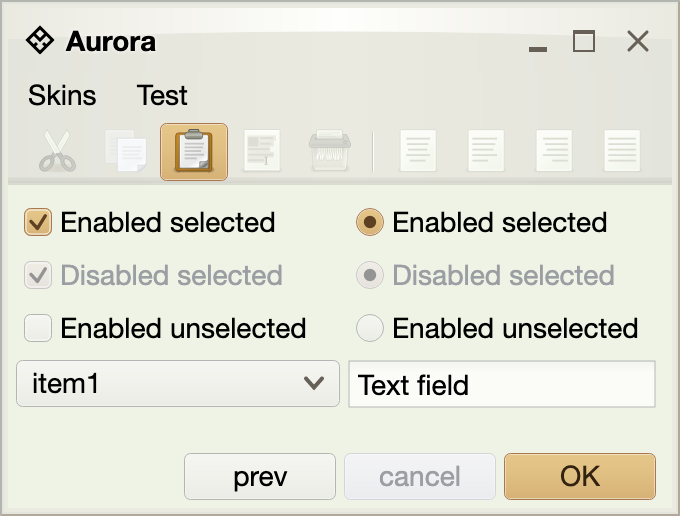 Aurora
Skins Test
Enabled selected Enabled selected
Disabled selected Disabled selected
Enabled unselected Enabled unselected
item1 Text field
prev cancel OK